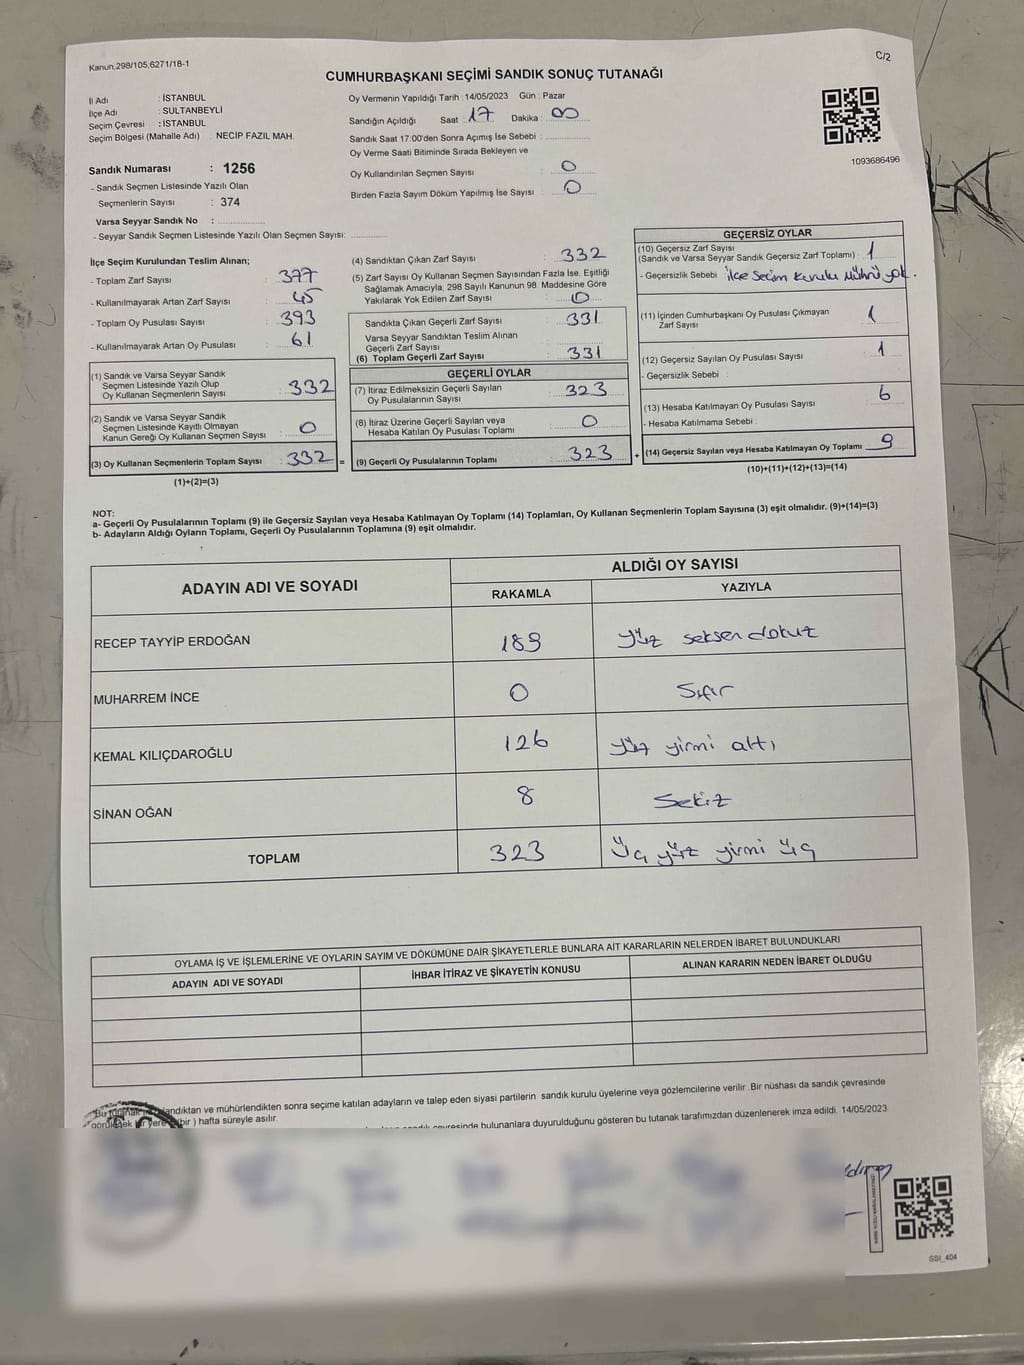 Kanun.298/105,6271/18-1
C/2
CUMHURBAŞKANI SEÇİMİ SANDIK SONUÇ TUTANAĞI
İl Adı : İSTANBUL
İlçe Adı : SULTANBEYLİ
Seçim Çevresi : İSTANBUL
Seçim Bölgesi (Mahalle Adı) : NECİP FAZIL MAH.
Sandık Numarası : 1256
- Sandık Seçmen Listesinde Yazılı Olan
Seçmenlerin Sayısı : 374
Varsa Seyyar Sandık No :
- Seyyar Sandık Seçmen Listesinde Yazılı Olan Seçmen Sayısı:
Oy Vermenin Yapıldığı Tarih : 14/05/2023 Gün : Pazar
Sandığın Açıldığı Saat : 17 Dakika : 00
Sandık Saat 17:00'den Sonra Açımış İse Sebebi :
Oy Verme Saati Bitiminde Sırada Bekleyen ve
Oy Kullandırılan Seçmen Sayısı : 0
Birden Fazla Sayım Döküm Yapılmış İse Sayısı : 0
1093686496
İlçe Seçim Kurulundan Teslim Alınan;
- Toplam Zarf Sayısı : 377
- Kullanılmayarak Artan Zarf Sayısı : 45
- Toplam Oy Pusulası Sayısı : 393
- Kullanılmayarak Artan Oy Pusulası : 61
(1) Sandık ve Varsa Seyyar Sandık
Seçmen Listesinde Yazılı Olup
Oy Kullanan Seçmenlerin Sayısı : 332
(2) Sandık ve Varsa Seyyar Sandık
Seçmen Listesinde Kayıtlı Olmayan
Kanun Gereği Oy Kullanan Seçmen Sayısı : 0
(3) Oy Kullanan Seçmenlerin Toplam Sayısı : 332 =
(1)+(2)=(3)
(4) Sandıktan Çıkan Zarf Sayısı : 332
(5) Zarf Sayısı Oy Kullanan Seçmen Sayısından Fazla İse, Eşitliği
Sağlamak Amacıyla, 298 Sayılı Kanunun 98. Maddesine Göre
Yakılarak Yok Edilen Zarf Sayısı : 0
Sandıkta Çıkan Geçerli Zarf Sayısı : 331
Varsa Seyyar Sandıktan Teslim Alınan
Geçerli Zarf Sayısı :
(6) Toplam Geçerli Zarf Sayısı : 331
GEÇERLİ OYLAR
(7) İtiraz Edilmeksizin Geçerli Sayılan
Oy Pusulalarının Sayısı : 323
(8) İtiraz Üzerine Geçerli Sayılan veya
Hesaba Katılan Oy Pusulası Toplamı : 0
(9) Geçerli Oy Pusulalarının Toplamı : 323 +
GEÇERSİZ OYLAR
(10) Geçersiz Zarf Sayısı
(Sandık ve Varsa Seyyar Sandık Geçersiz Zarf Toplamı) : 1
- Geçersizlik Sebebi : ilçe Seçim Kurulu Mührü yok.
(11) İçinden Cumhurbaşkanı Oy Pusulası Çıkmayan
Zarf Sayısı : 1
(12) Geçersiz Sayılan Oy Pusulası Sayısı : 1
- Geçersizlik Sebebi :
(13) Hesaba Katılmayan Oy Pusulası Sayısı : 6
- Hesaba Katılmama Sebebi :
(14) Geçersiz Sayılan veya Hesaba Katılmayan Oy Toplamı : 9
(10)+(11)+(12)+(13)=(14)
NOT:
a- Geçerli Oy Pusulalarının Toplamı (9) ile Geçersiz Sayılan veya Hesaba Katılmayan Oy Toplamı (14) Toplamları, Oy Kullanan Seçmenlerin Toplam Sayısına (3) eşit olmalıdır. (9)+(14)=(3)
b- Adayların Aldığı Oyların Toplamı, Geçerli Oy Pusulalarının Toplamına (9) eşit olmalıdır.
ADAYIN ADI VE SOYADI
ALDIĞI OY SAYISI
RAKAMLA YAZIYLA
RECEP TAYYİP ERDOĞAN 189 yüz seksen dokuz
MUHARREM İNCE 0 Sıfır
KEMAL KILIÇDAROĞLU 126 yüz yirmi altı
SİNAN OĞAN 8 Sekiz
TOPLAM 323 Üç yüz yirmi üç
OYLAMA İŞ VE İŞLEMLERİNE VE OYLARIN SAYIM VE DÖKÜMÜNE DAİR ŞİKAYETLERLE BUNLARA AİT KARARLARIN NELERDEN İBARET BULUNDUKLARI
ADAYIN ADI VE SOYADI İHBAR İTİRAZ VE ŞİKAYETİN KONUSU ALINAN KARARIN NEDEN İBARET OLDUĞU
Bu tutanak mühürlendikten sonra seçime katılan adayların ve talep eden siyasi partilerin sandık kurulu üyelerine veya gözlemcilerine verilir .Bir nüshası da sandık çevresinde
bir ) hafta süreyle asılır.
bulunanlara duyurulduğunu gösteren bu tutanak tarafımızdan düzenlenerek imza edildi. 14/05/2023
SSI_404